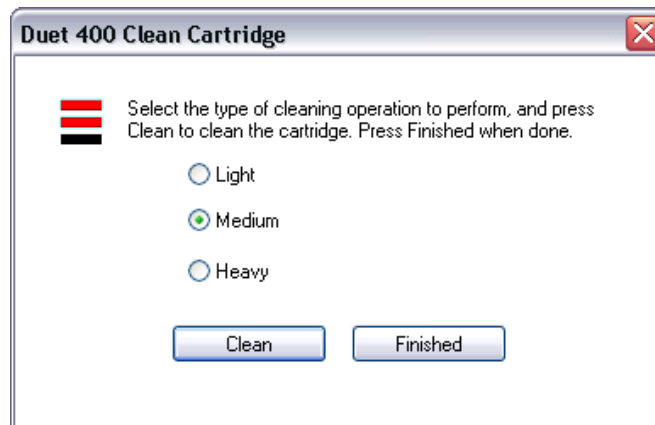 Duet 400 Clean Cartridge
Select the type of cleaning operation to perform, and press
Clean to clean the cartridge. Press Finished when done.
Light
Medium
Heavy
Clean Finished